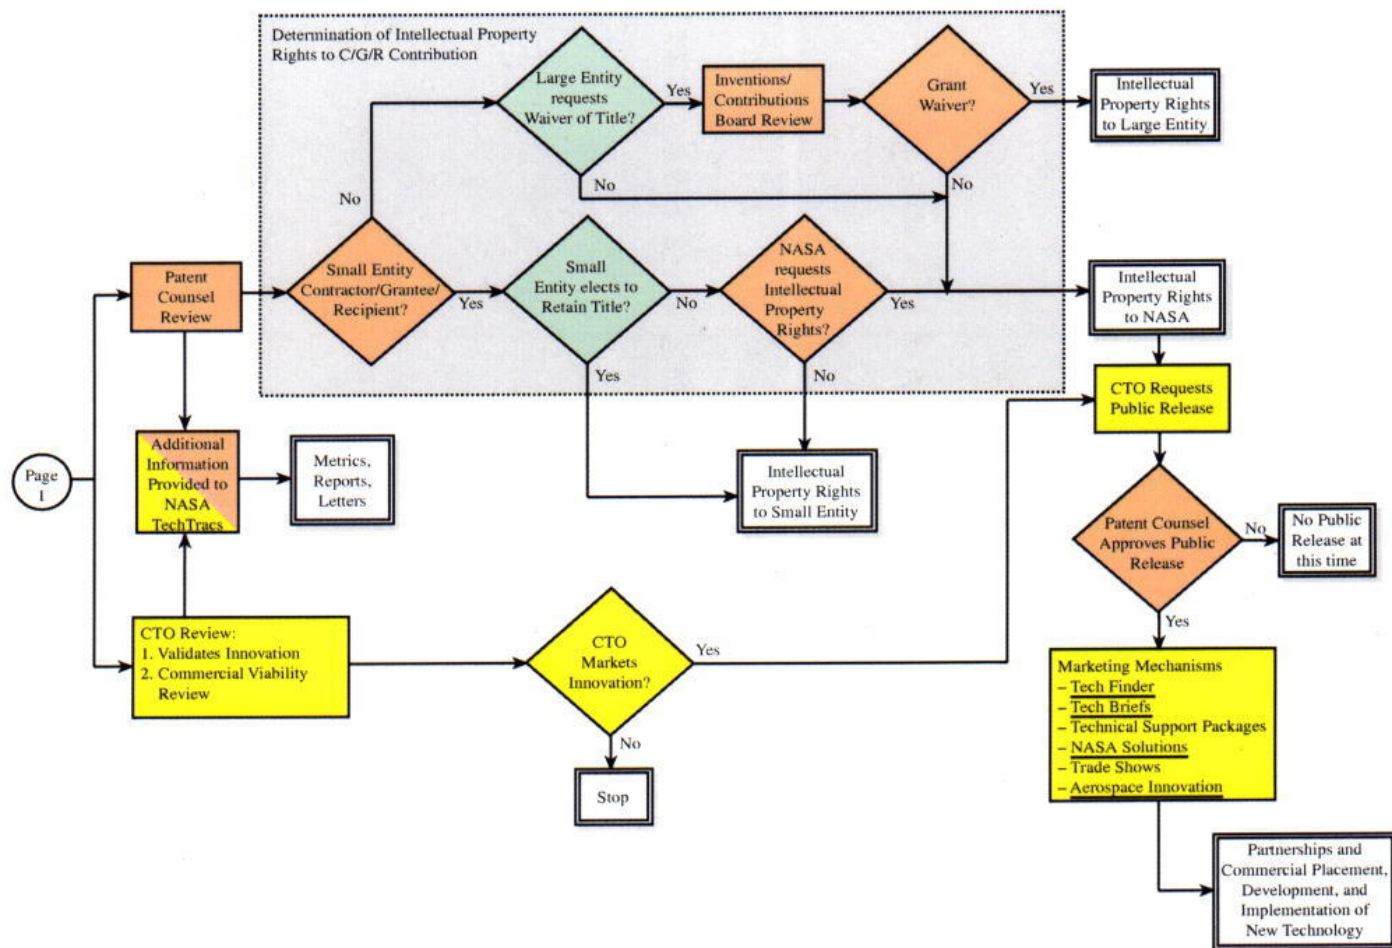 Determination of Intellectual Property
Rights to C/G/R Contribution
Large Entity
requests
Waiver of Title?
Yes
Inventions/
Contributions
Board Review
Grant
Waiver?
Yes
Intellectual
Property Rights
to Large Entity
No
No
No
Patent
Counsel
Review
Small Entity
Contractor/Grantee/
Recipient?
Yes
Small
Entity elects to
Retain Title?
No
NASA
requests
Intellectual
Property
Rights?
Yes
Intellectual
Property Rights
to NASA
Yes
No
CTO Requests
Public Release
Page
1
Additional
Information
Provided to
NASA
TechTracs
Metrics,
Reports,
Letters
Intellectual
Property Rights
to Small Entity
Patent Counsel
Approves Public
Release
No
No Public
Release at
this time
Yes
CTO Review:
1. Validates Innovation
2. Commercial Viability
Review
CTO
Markets
Innovation?
Yes
No
Stop
Marketing Mechanisms
– Tech Finder
– Tech Briefs
– Technical Support Packages
– NASA Solutions
– Trade Shows
– Aerospace Innovation
Partnerships and
Commercial Placement,
Development, and
Implementation of
New Technology